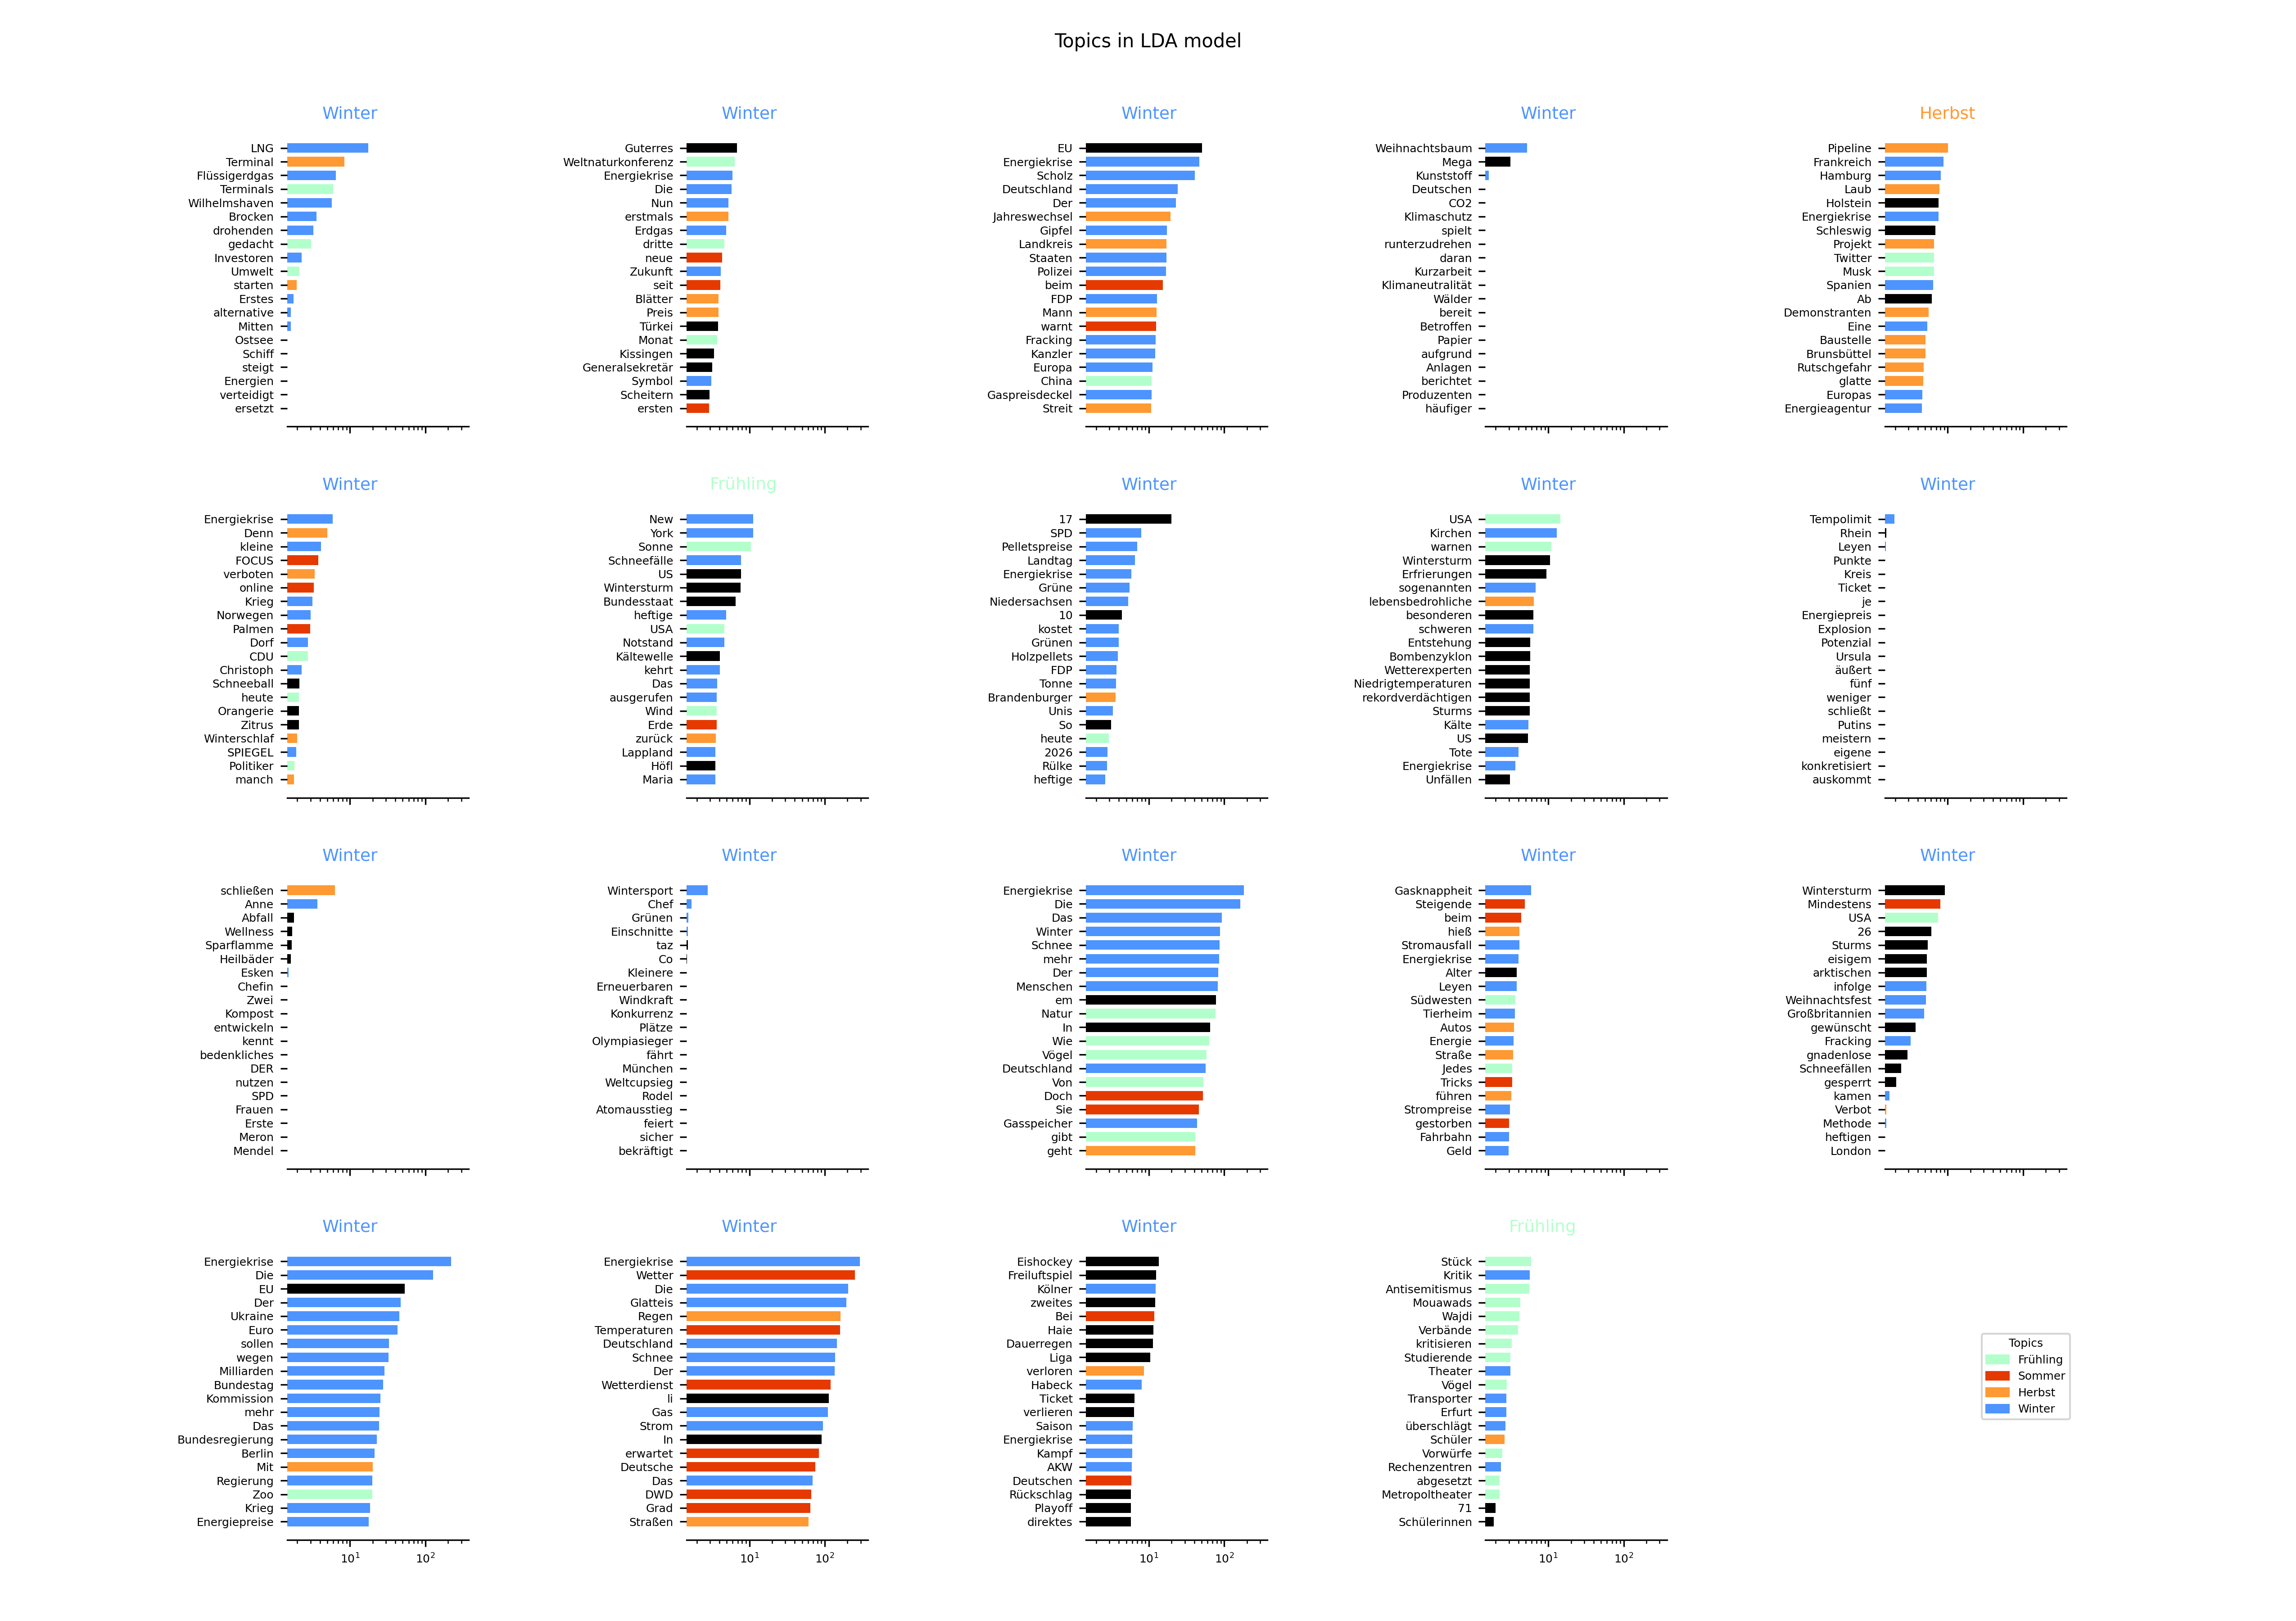 Topics in LDA model
Winter
LNG
Terminal
Flüssigerdgas
Terminals
Wilhelmshaven
Brocken
drohenden
gedacht
Investoren
Umwelt
starten
Erstes
alternative
Mitten
Ostsee
Schiff
steigt
Energien
verteidigt
ersetzt
Winter
Guterres
Weltnaturkonferenz
Energiekrise
Die
Nun
erstmals
Erdgas
dritte
neue
Zukunft
seit
Blätter
Preis
Türkei
Monat
Kissingen
Generalsekretär
Symbol
Scheitern
ersten
Winter
EU
Energiekrise
Scholz
Deutschland
Der
Jahreswechsel
Gipfel
Landkreis
Staaten
Polizei
beim
FDP
Mann
warnt
Fracking
Kanzler
Europa
China
Gaspreisdeckel
Streit
Winter
Weihnachtsbaum
Mega
Kunststoff
Deutschen
CO2
Klimaschutz
spielt
runterzudrehen
daran
Kurzarbeit
Klimaneutralität
Wälder
bereit
Betroffen
Papier
aufgrund
Anlagen
berichtet
Produzenten
häufiger
Herbst
Pipeline
Frankreich
Hamburg
Laub
Holstein
Energiekrise
Schleswig
Projekt
Twitter
Musk
Spanien
Ab
Demonstranten
Eine
Baustelle
Brunsbüttel
Rutschgefahr
glatte
Europas
Energieagentur
Winter
Energiekrise
Denn
kleine
FOCUS
verboten
online
Krieg
Norwegen
Palmen
Dorf
CDU
Christoph
Schneeball
heute
Orangerie
Zitrus
Winterschlaf
SPIEGEL
Politiker
manch
Frühling
New
York
Sonne
Schneefälle
US
Wintersturm
Bundesstaat
heftige
USA
Notstand
Kältewelle
kehrt
Das
ausgerufen
Wind
Erde
zurück
Lappland
Höfl
Maria
Winter
17
SPD
Pelletspreise
Landtag
Energiekrise
Grüne
Niedersachsen
10
kostet
Grünen
Holzpellets
FDP
Tonne
Brandenburger
Unis
So
heute
2026
Rülke
heftige
Winter
USA
Kirchen
warnen
Wintersturm
Erfrierungen
sogenannten
lebensbedrohliche
besonderen
schweren
Entstehung
Bombenzyklon
Wetterexperten
Niedrigtemperaturen
rekordverdächtigen
Sturms
Kälte
US
Tote
Energiekrise
Unfällen
Winter
Tempolimit
Rhein
Leyen
Punkte
Kreis
Ticket
je
Energiepreis
Explosion
Potenzial
Ursula
äußert
fünf
weniger
schließt
Putins
meistern
eigene
konkretisiert
auskommt
Winter
schließen
Anne
Abfall
Wellness
Sparflamme
Heilbäder
Esken
Chefin
Zwei
Kompost
entwickeln
kennt
bedenkliches
DER
nutzen
SPD
Frauen
Erste
Meron
Mendel
Winter
Wintersport
Chef
Grünen
Einschnitte
taz
Co
Kleinere
Erneuerbaren
Windkraft
Konkurrenz
Plätze
Olympiasieger
fährt
München
Weltcupsieg
Rodel
Atomausstieg
feiert
sicher
bekräftigt
Winter
Energiekrise
Die
Das
Winter
Schnee
mehr
Der
Menschen
em
Natur
In
Wie
Vögel
Deutschland
Von
Doch
Sie
Gasspeicher
gibt
geht
Winter
Gasknappheit
Steigende
beim
hieß
Stromausfall
Energiekrise
Alter
Leyen
Südwesten
Tierheim
Autos
Energie
Straße
Jedes
Tricks
führen
Strompreise
gestorben
Fahrbahn
Geld
Winter
Wintersturm
Mindestens
USA
26
Sturms
eisigem
arktischen
infolge
Weihnachtsfest
Großbritannien
gewünscht
Fracking
gnadenlose
Schneefällen
gesperrt
kamen
Verbot
Methode
heftigen
London
Winter
Energiekrise
Die
EU
Der
Ukraine
Euro
sollen
wegen
Milliarden
Bundestag
Kommission
mehr
Das
Bundesregierung
Berlin
Mit
Regierung
Zoo
Krieg
Energiepreise
10¹ 10²
Winter
Energiekrise
Wetter
Die
Glatteis
Regen
Temperaturen
Deutschland
Schnee
Der
Wetterdienst
li
Gas
Strom
In
erwartet
Deutsche
Das
DWD
Grad
Straßen
10¹ 10²
Winter
Eishockey
Freiluftspiel
Kölner
zweites
Bei
Haie
Dauerregen
Liga
verloren
Habeck
Ticket
verlieren
Saison
Energiekrise
Kampf
AKW
Deutschen
Rückschlag
Playoff
direktes
10¹ 10²
Frühling
Stück
Kritik
Antisemitismus
Mouawads
Wajdi
Verbände
kritisieren
Studierende
Theater
Vögel
Transporter
Erfurt
überschlägt
Schüler
Vorwürfe
Rechenzentren
abgesetzt
Metropoltheater
71
Schülerinnen
10¹ 10²
Topics
Frühling
Sommer
Herbst
Winter